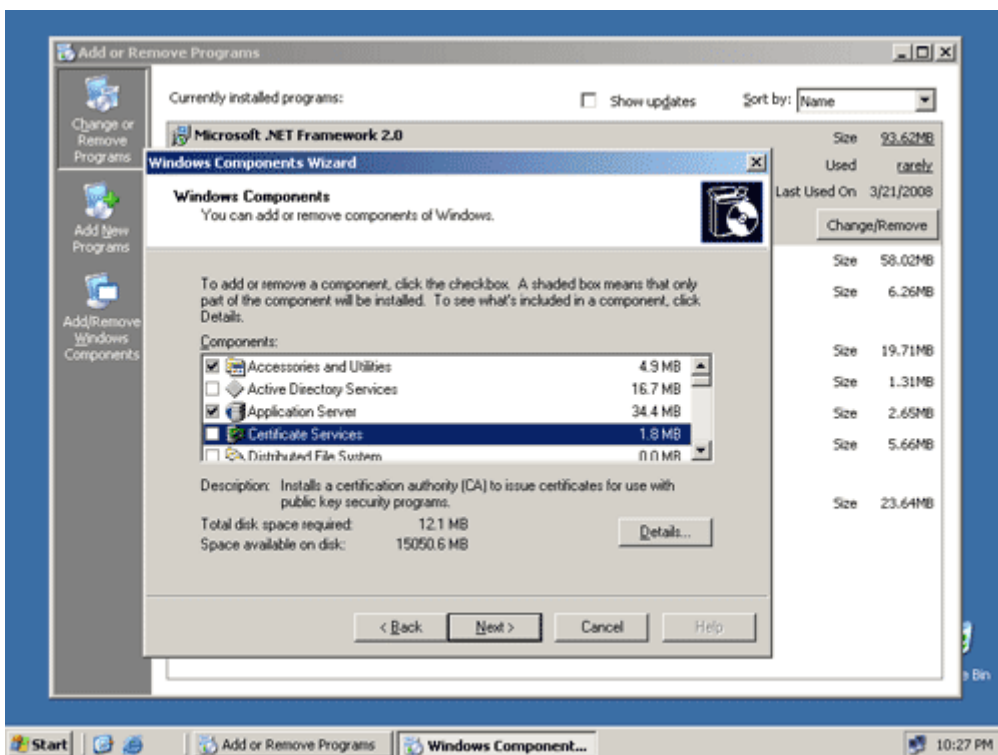 Add or Remove Programs
Change or
Remove
Programs
Add New
Programs
Add/Remove
Windows
Components
Currently installed programs:
Show updates
Sort by: Name
Microsoft .NET Framework 2.0
Size 93.62MB
Used rarely
Last Used On 3/21/2008
Change/Remove
Size 58.02MB
Size 6.26MB
Size 19.71MB
Size 1.31MB
Size 2.65MB
Size 5.66MB
Size 23.64MB
Windows Components Wizard
Windows Components
You can add or remove components of Windows.
To add or remove a component, click the checkbox. A shaded box means that only
part of the component will be installed. To see what's included in a component, click
Details.
Components:
Accessories and Utilities 4.9 MB
Active Directory Services 16.7 MB
Application Server 34.4 MB
Certificate Services 1.8 MB
Distributed File System 0.0 MB
Description: Installs a certification authority (CA) to issue certificates for use with
public key security programs.
Total disk space required: 12.1 MB
Space available on disk: 15050.6 MB
Details...
< Back
Next >
Cancel
Help
Bin
Start
Add or Remove Programs
Windows Component...
10:27 PM